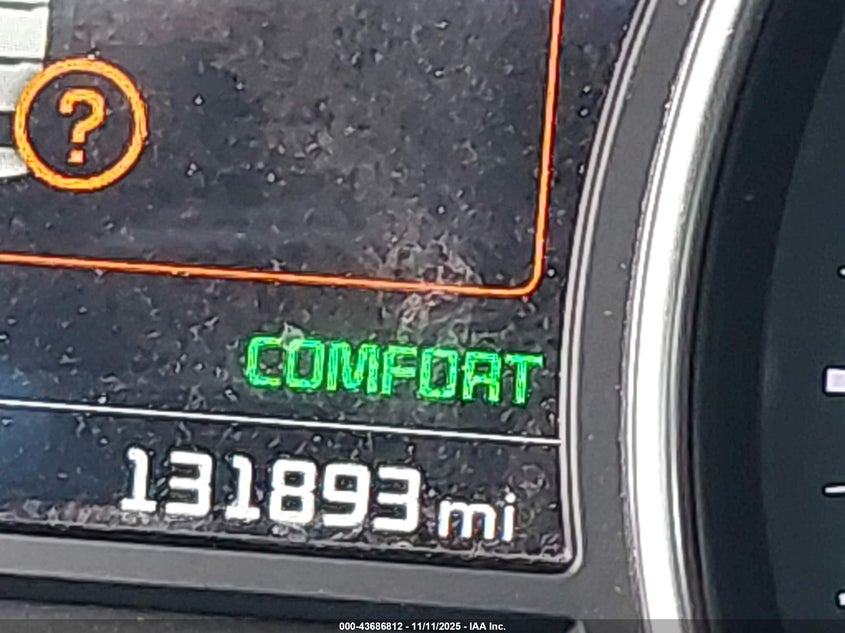 ?
COMFORT
131893 mi
000-43686812 - 11/11/2025 - IAA Inc.